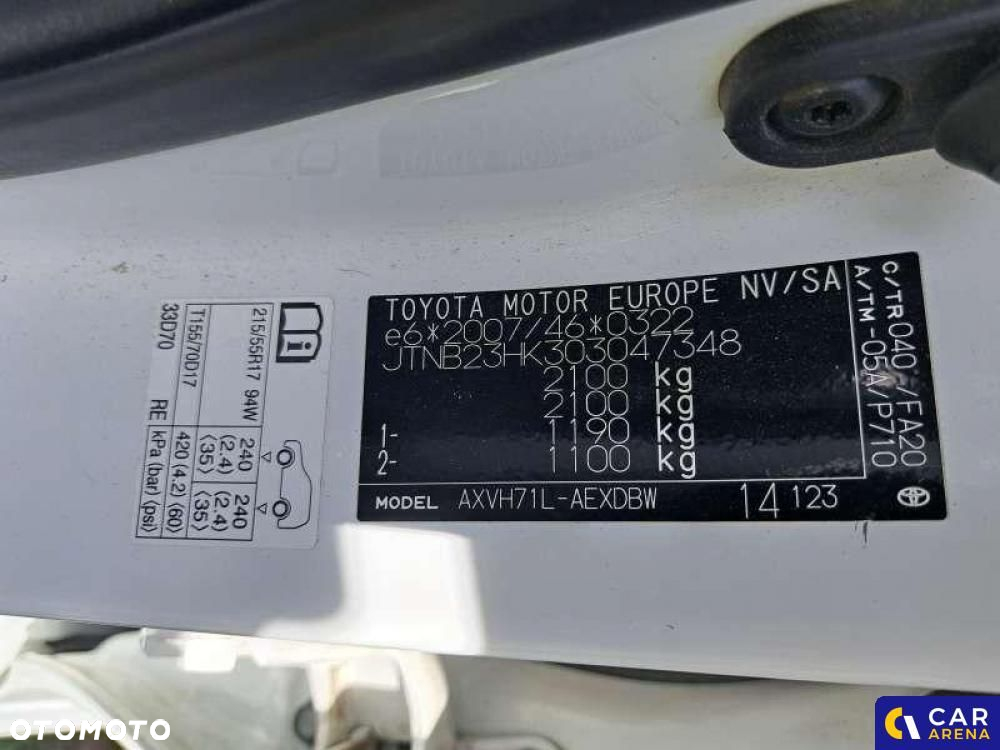 TOYOTA MOTOR EUROPE NV/SA
e6*2007/46*0322
JTNB23HK303047348
2100 kg
2100 kg
1- 1190 kg
2- 1100 kg
MODEL AXVH71L-AEXDBW 14 123
C/TR 040 /FA20
A/TM -05A/P710
i
215/55R17 94W 240 (2.4) ⟨35⟩ 240 (2.4) ⟨35⟩
T155/70D17 420 (4.2) ⟨60⟩
33D70 RE kPa (bar) ⟨psi⟩
OTOMOTO
CAR
ARENA